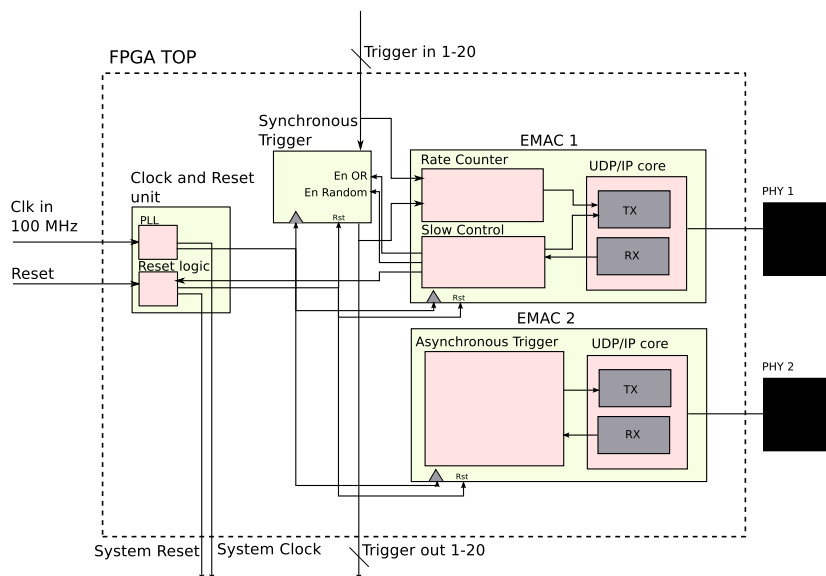 Trigger in 1-20
FPGA TOP
Synchronous
Trigger
En OR
En Random
Rst
EMAC 1
Rate Counter
UDP/IP core
TX
RX
Slow Control
Rst
Clock and Reset
unit
PLL
Reset logic
Clk in
100 MHz
Reset
PHY 1
EMAC 2
Asynchronous Trigger
UDP/IP core
TX
RX
Rst
PHY 2
System Reset
System Clock
Trigger out 1-20